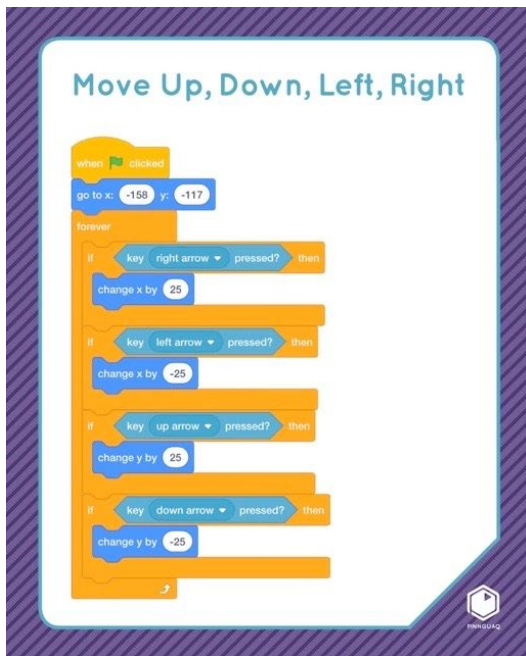 Move Up, Down, Left, Right
when clicked
go to x: -158 y: -117
forever
if key right arrow pressed? then
change x by 25
if key left arrow pressed? then
change x by -25
if key up arrow pressed? then
change y by 25
if key down arrow pressed? then
change y by -25
PINNGUAQ